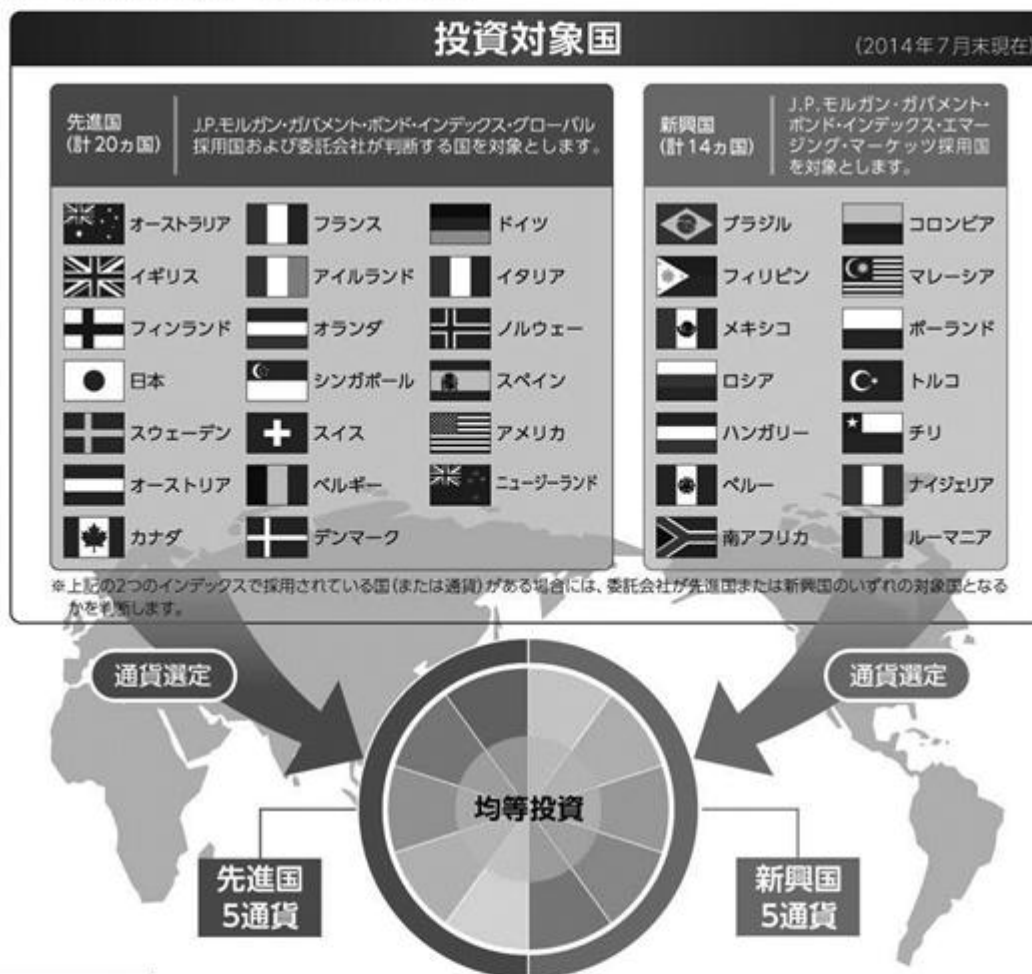 投資対象国
(2014年7月末現在)
先進国
(計20ヵ国)
J.P.モルガン・ガバメント・ボンド・インデックス・グローバル
採用国および委託会社が判断する国を対象とします。
オーストラリア
フランス
ドイツ
イギリス
アイルランド
イタリア
フィンランド
オランダ
ノルウェー
日本
シンガポール
スペイン
スウェーデン
スイス
アメリカ
オーストリア
ベルギー
ニュージーランド
カナダ
デンマーク
新興国
(計14ヵ国)
J.P.モルガン・ガバメント・
ボンド・インデックス・エマー
ジング・マーケッツ採用国
を対象とします。
ブラジル
コロンビア
フィリピン
マレーシア
メキシコ
ポーランド
ロシア
トルコ
ハンガリー
チリ
ペルー
ナイジェリア
南アフリカ
ルーマニア
※上記の2つのインデックスで採用されている国(または通貨)がある場合には、委託会社が先進国または新興国のいずれの対象国となる
かを判断します。
通貨選定
通貨選定
均等投資
先進国
5通貨
新興国
5通貨